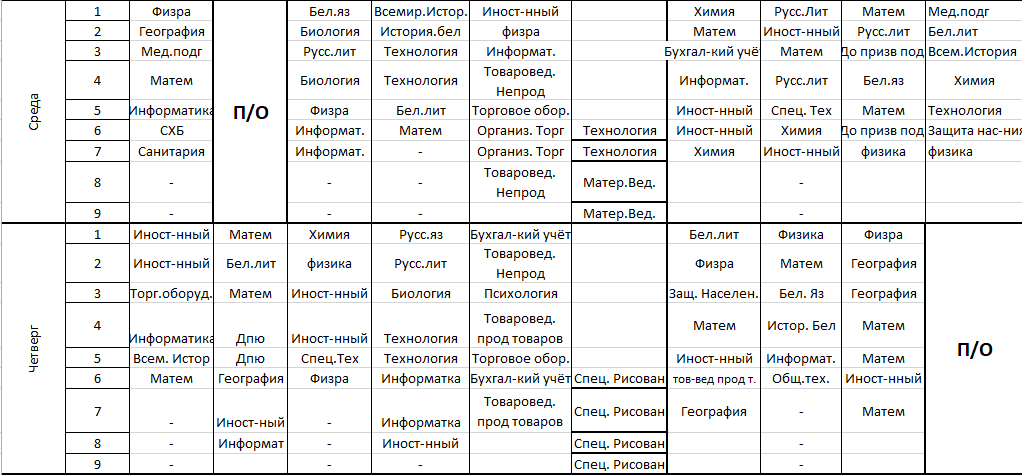 Среда
1 Физра Бел.яз Всемир.Истор. Иност-нный Химия Русс.Лит Матем Мед.подг
2 География Биология История.бел физра Матем Иност-нный Русс.лит Бел.лит
3 Мед.подг Русс.лит Технология Информат. Бухгал-кий учё Матем До призв под Всем.История
4 Матем Биология Технология Товаровед. Непрод Информат. Русс.лит Бел.яз Химия
П/О
5 Информатика Физра Бел.лит Торговое обор. Иност-нный Спец. Тех Матем Технология
6 СХБ Информат. Матем Организ. Торг Технология Иност-нный Химия До призв под Защита нас-ния
7 Санитария Информат. - Организ. Торг Технология Химия Иност-нный физика физика
8 - - - Товаровед. Непрод Матер.Вед. -
9 - - - Матер.Вед. -
Четверг
1 Иност-нный Матем Химия Русс.яз Бухгал-кий учёт Бел.лит Физика Физра
2 Иност-нный Бел.лит физика Русс.лит Товаровед. Непрод Физра Матем География
3 Торг.оборуд. Матем Иност-нный Биология Психология Защ. Населен. Бел. Яз География
4 Информатика Дпю Иност-нный Технология Товаровед. прод товаров Матем Истор. Бел Матем
П/О
5 Всем. Истор Дпю Спец.Тех Технология Торговое обор. Иност-нный Информат. Матем
6 Матем География Физра Информатка Бухгал-кий учёт Спец. Рисован тов-вед прод т. Общ.тех. Иност-нный
7 - Иност-ный - Информатка Товаровед. прод товаров Спец. Рисован География - Матем
8 - Информат - Иност-нный Спец. Рисован -
9 - - - - Спец. Рисован -